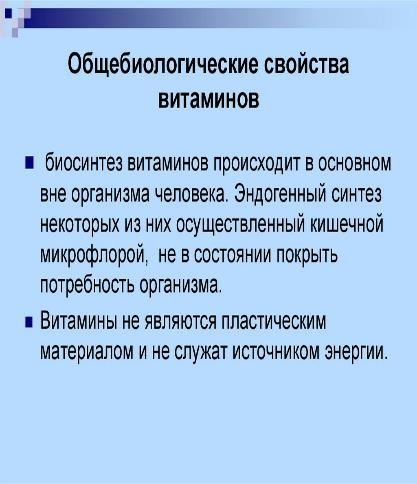 Общебиологические свойства
витаминов
биосинтез витаминов происходит в основном
вне организма человека. Эндогенный синтез
некоторых из них осуществленный кишечной
микрофлорой, не в состоянии покрыть
потребность организма.
Витамины не являются пластическим
материалом и не служат источником энергии.